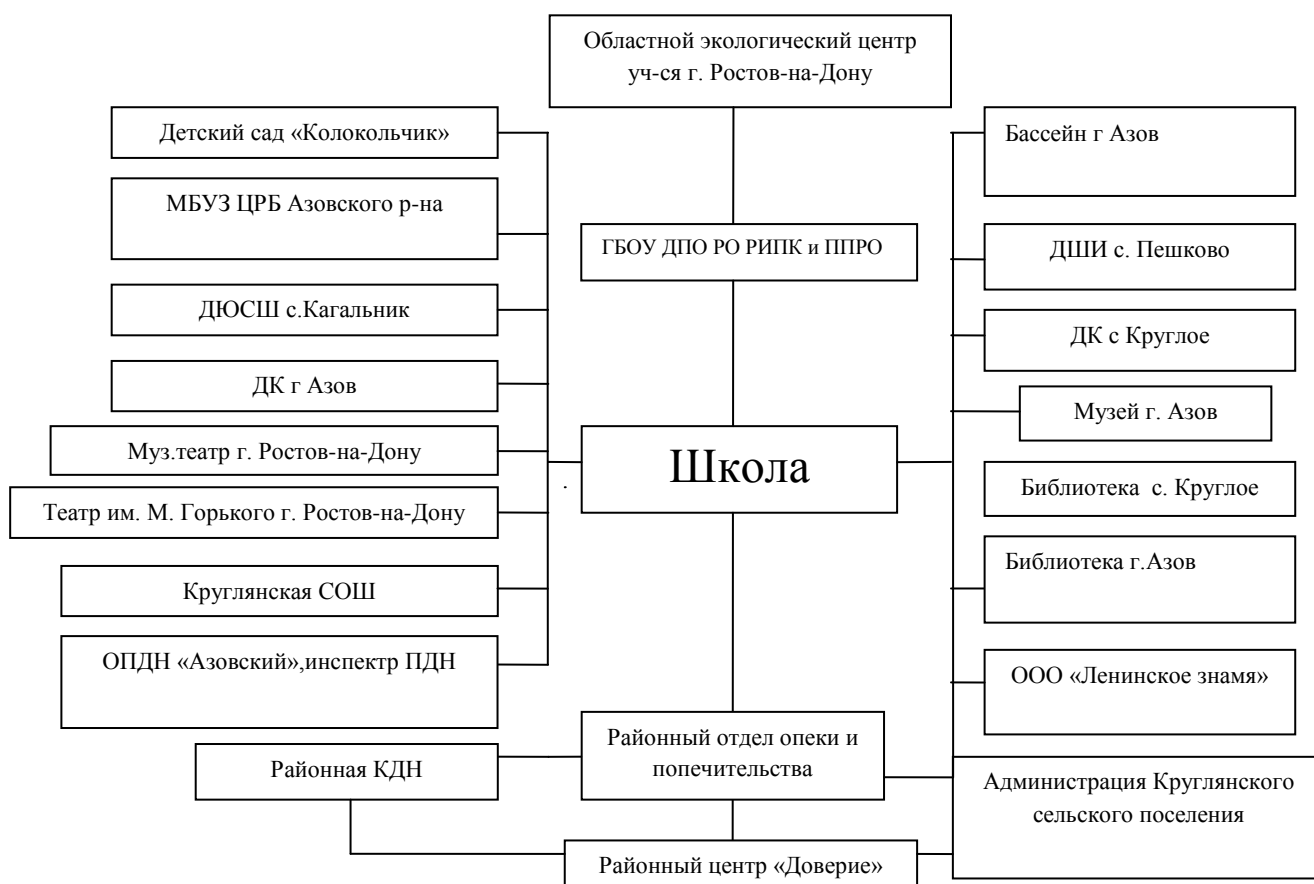 Областной экологический центр
уч-ся г. Ростов-на-Дону
Детский сад «Колокольчик»
Бассейн г Азов
МБУЗ ЦРБ Азовского р-на
ГБОУ ДПО РО РИПК и ППРО
ДШИ с. Пешково
ДЮСШ с.Кагальник
ДК с Круглое
ДК г Азов
Музей г. Азов
Муз.театр г. Ростов-на-Дону
Школа
Библиотека с. Круглое
Театр им. М. Горького г. Ростов-на-Дону
Библиотека г.Азов
Круглянская СОШ
ОПДН «Азовский»,инспектр ПДН
ООО «Ленинское знамя»
Районный отдел опеки и
попечительства
Районная КДН
Администрация Круглянского
сельского поселения
Районный центр «Доверие»